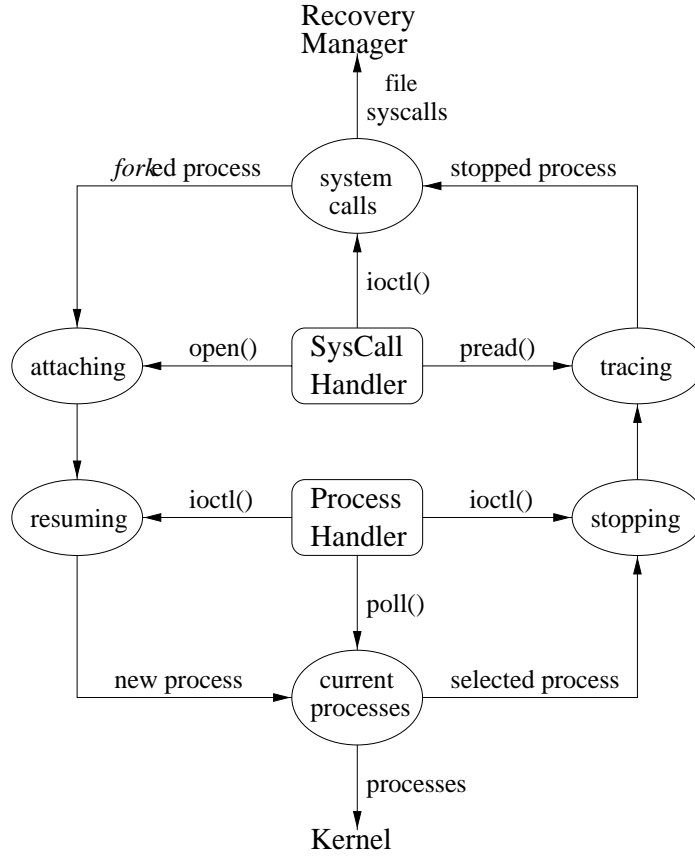 Recovery
Manager
file
syscalls
forked process
system
calls
stopped process
ioctl()
attaching
open()
SysCall
Handler
pread()
tracing
resuming
ioctl()
Process
Handler
ioctl()
stopping
poll()
new process
current
processes
selected process
processes
Kernel